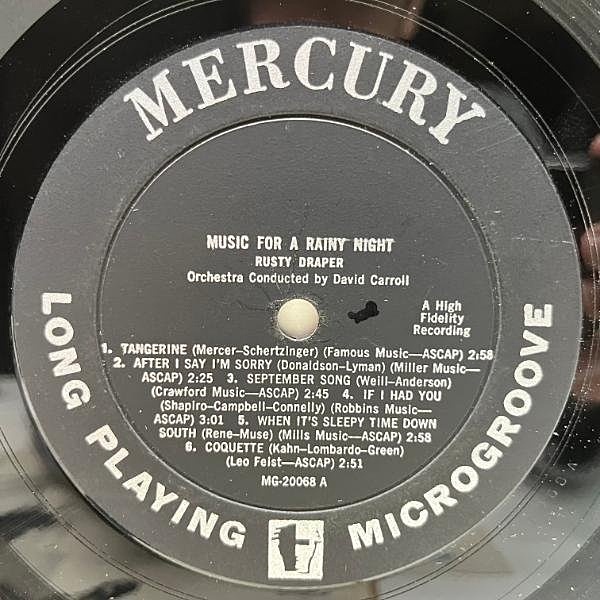 MERCURY
MUSIC FOR A RAINY NIGHT
RUSTY DRAPER
Orchestra Conducted by David Carroll
A High
Fidelity
Recording
1. TANGERINE (Mercer—Schertzinger) (Famous Music—ASCAP) 2:58
2. AFTER I SAY I'M SORRY (Donaldson—Lyman) (Miller Music—
ASCAP) 2:25 3. SEPTEMBER SONG (Weill—Anderson)
(Crawford Music—ASCAP) 2:45 4. IF I HAD YOU
(Shapiro—Campbell—Connelly) (Robbins Music—
ASCAP) 3:01 5. WHEN IT'S SLEEPY TIME DOWN
SOUTH (Rene—Muse) (Mills Music—ASCAP) 2:58
6. COQUETTE (Kahn—Lombardo—Green)
(Leo Feist—ASCAP) 2:51
MG-20068 A
LONG PLAYING MICROGROOVE